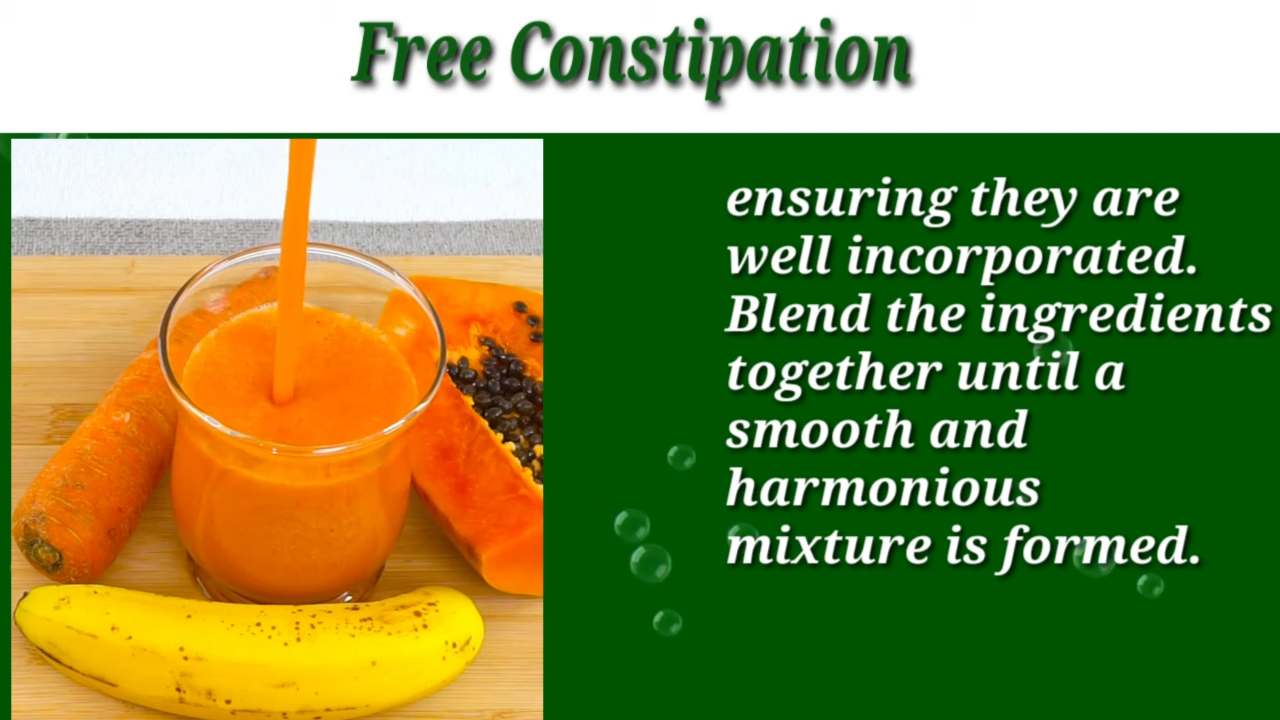 Free Constipation
ensuring they are
well incorporated.
Blend the ingredients
together until a
smooth and
harmonious
mixture is formed.